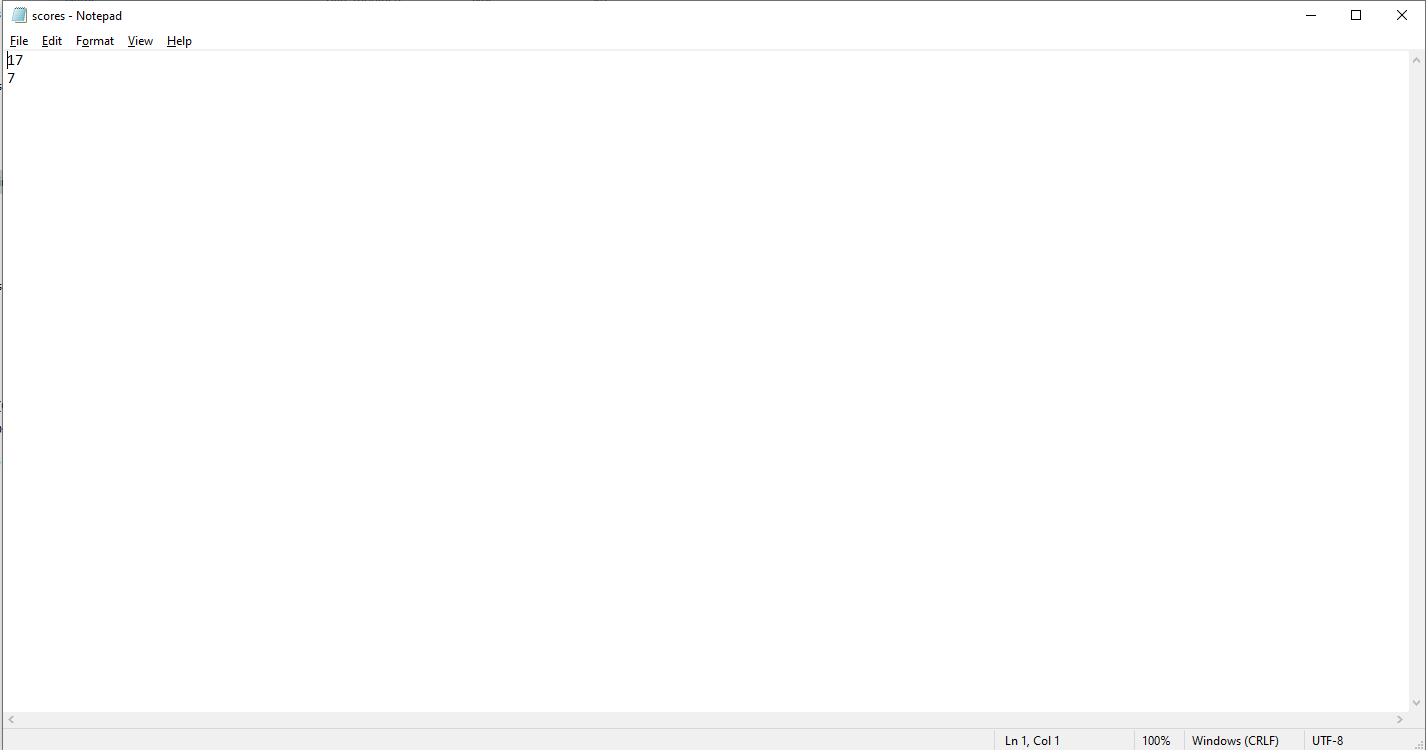 scores - Notepad
File Edit Format View Help
17
7
Ln 1, Col 1 100% Windows (CRLF) UTF-8